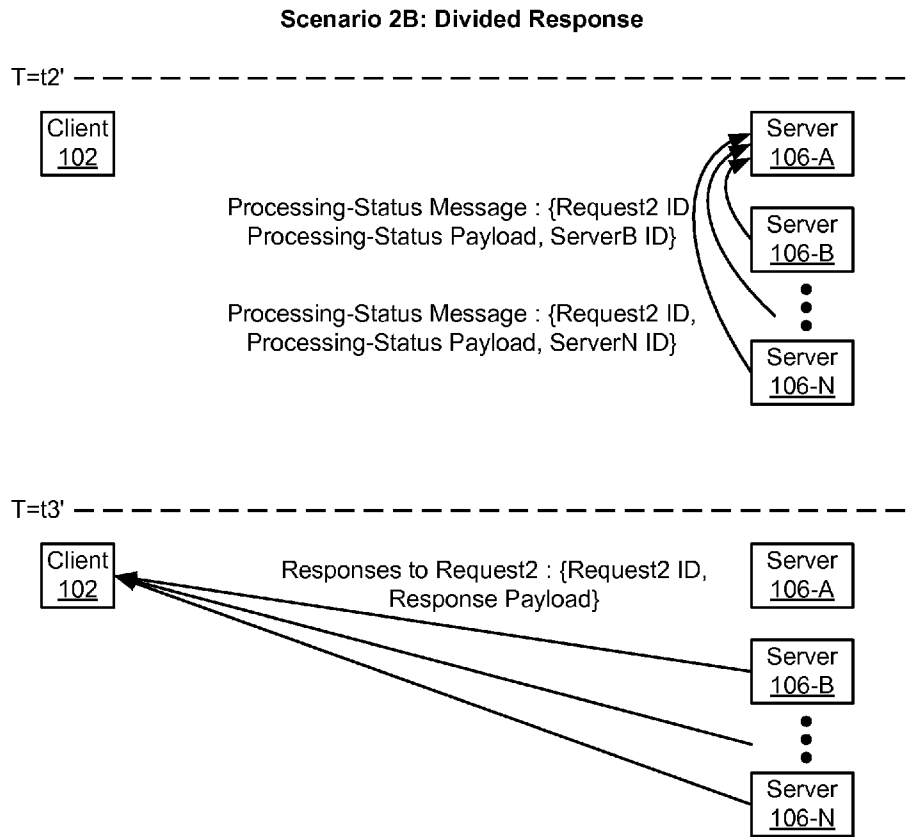 Scenario 2B: Divided Response
T=t2'
Client
102
Server
106-A
Processing-Status Message : {Request2 ID
Processing-Status Payload, ServerB ID}
Server
106-B
Processing-Status Message : {Request2 ID,
Processing-Status Payload, ServerN ID}
Server
106-N
T=t3'
Client
102
Responses to Request2 : {Request2 ID,
Response Payload}
Server
106-A
Server
106-B
Server
106-N